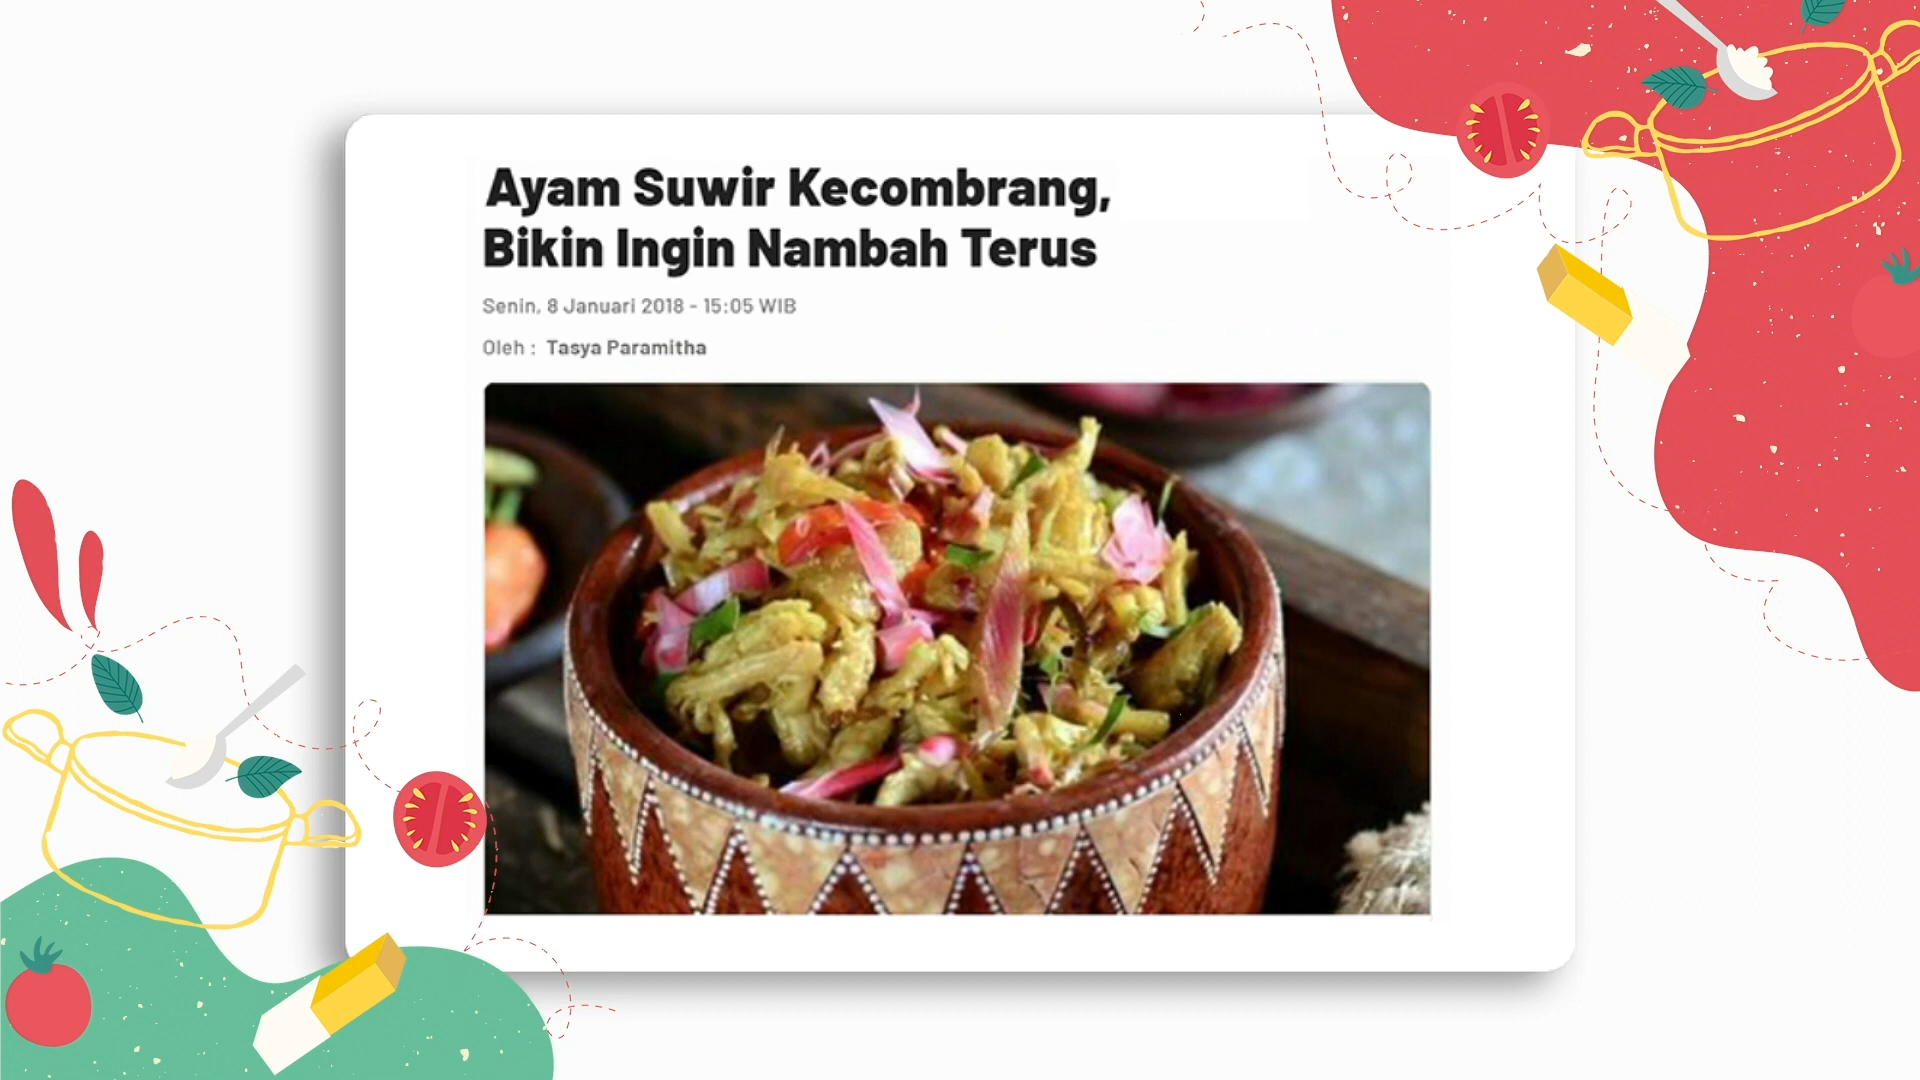 Ayam Suwir Kecombrang,
Bikin Ingin Nambah Terus
Senin, 8 Januari 2018 - 15:05 WIB
Oleh : Tasya Paramitha